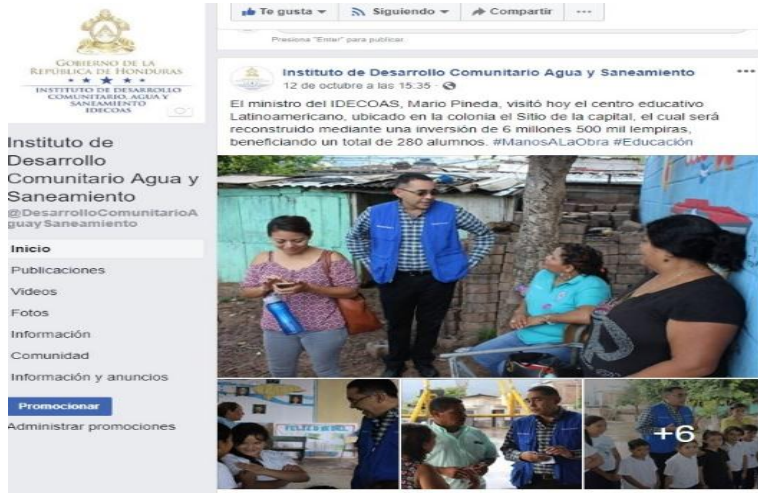 Te gusta
Siguiendo
Compartir
Presiona "Enter" para publicar.
GOBIERNO DE LA
REPÚBLICA DE HONDURAS
INSTITUTO DE DESARROLLO
COMUNITARIO, AGUA Y
SANEAMIENTO
IDECOAS
Instituto de
Desarrollo
Comunitario Agua y
Saneamiento
@DesarrolloComunitarioA
guaySaneamiento
Inicio
Publicaciones
Videos
Fotos
Información
Comunidad
Información y anuncios
Promocionar
Administrar promociones
Instituto de Desarrollo Comunitario Agua y Saneamiento
12 de octubre a las 15:35
El ministro del IDECOAS, Mario Pineda, visitó hoy el centro educativo
Latinoamericano, ubicado en la colonia el Sitio de la capital, el cual será
reconstruido mediante una inversión de 6 millones 500 mil lempiras,
beneficiando un total de 280 alumnos. #ManosALaObra #Educación
+6